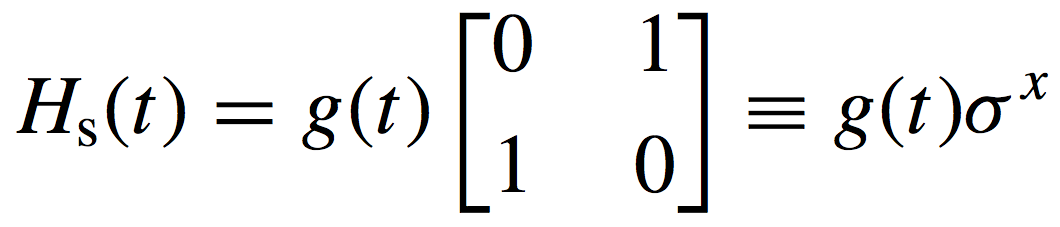 H_s(t) = g(t) [0 1; 1 0] ≡ g(t)σ^x